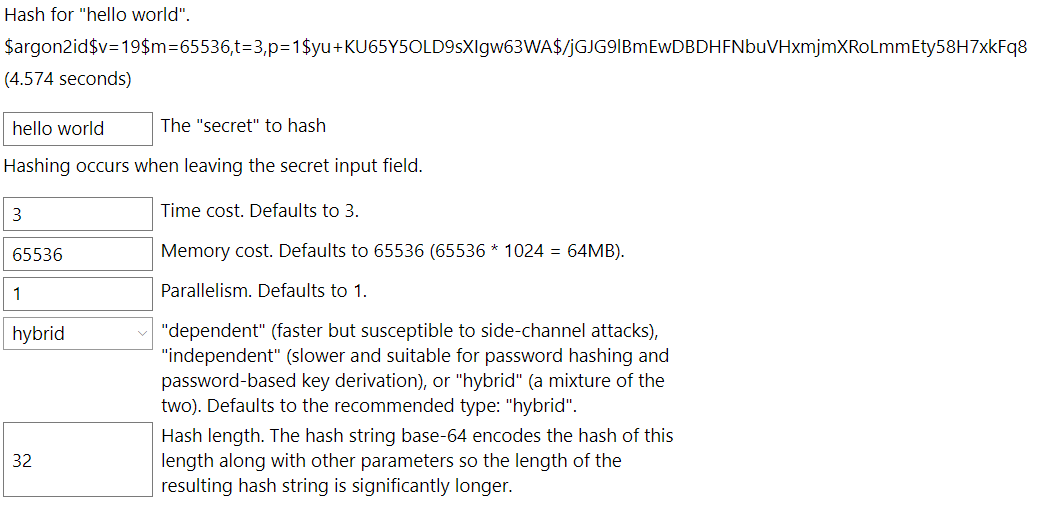 Hash for "hello world".
$argon2id$v=19$m=65536,t=3,p=1$yu+KU65Y5OLD9sXIgw63WA$/jGJG9lBmEwDBDHFNbuVHxmjmXRoLmmEty58H7xkFq8
(4.574 seconds)
hello world The "secret" to hash
Hashing occurs when leaving the secret input field.
3 Time cost. Defaults to 3.
65536 Memory cost. Defaults to 65536 (65536 * 1024 = 64MB).
1 Parallelism. Defaults to 1.
hybrid "dependent" (faster but susceptible to side-channel attacks),
"independent" (slower and suitable for password hashing and
password-based key derivation), or "hybrid" (a mixture of the
two). Defaults to the recommended type: "hybrid".
Hash length. The hash string base-64 encodes the hash of this
32 length along with other parameters so the length of the
resulting hash string is significantly longer.